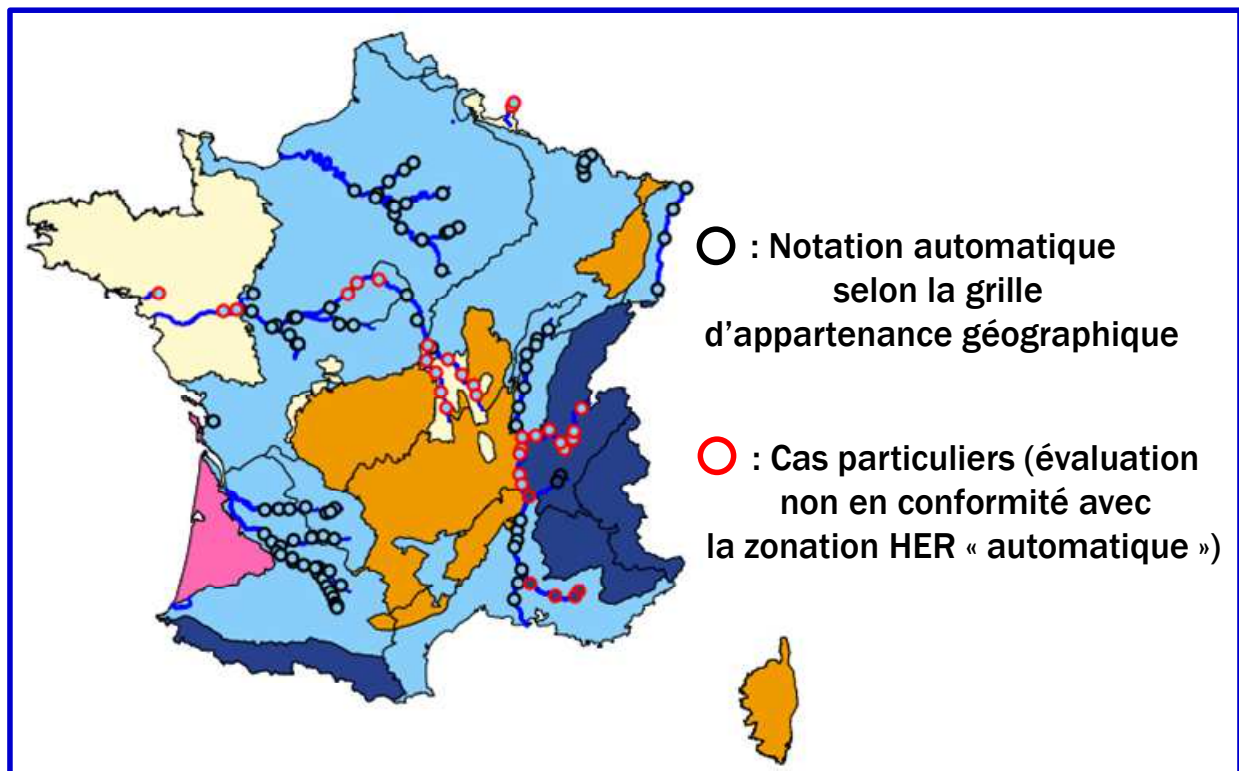 : Notation automatique
selon la grille
d’appartenance géographique
: Cas particuliers (évaluation
non en conformité avec
la zonation HER « automatique »)